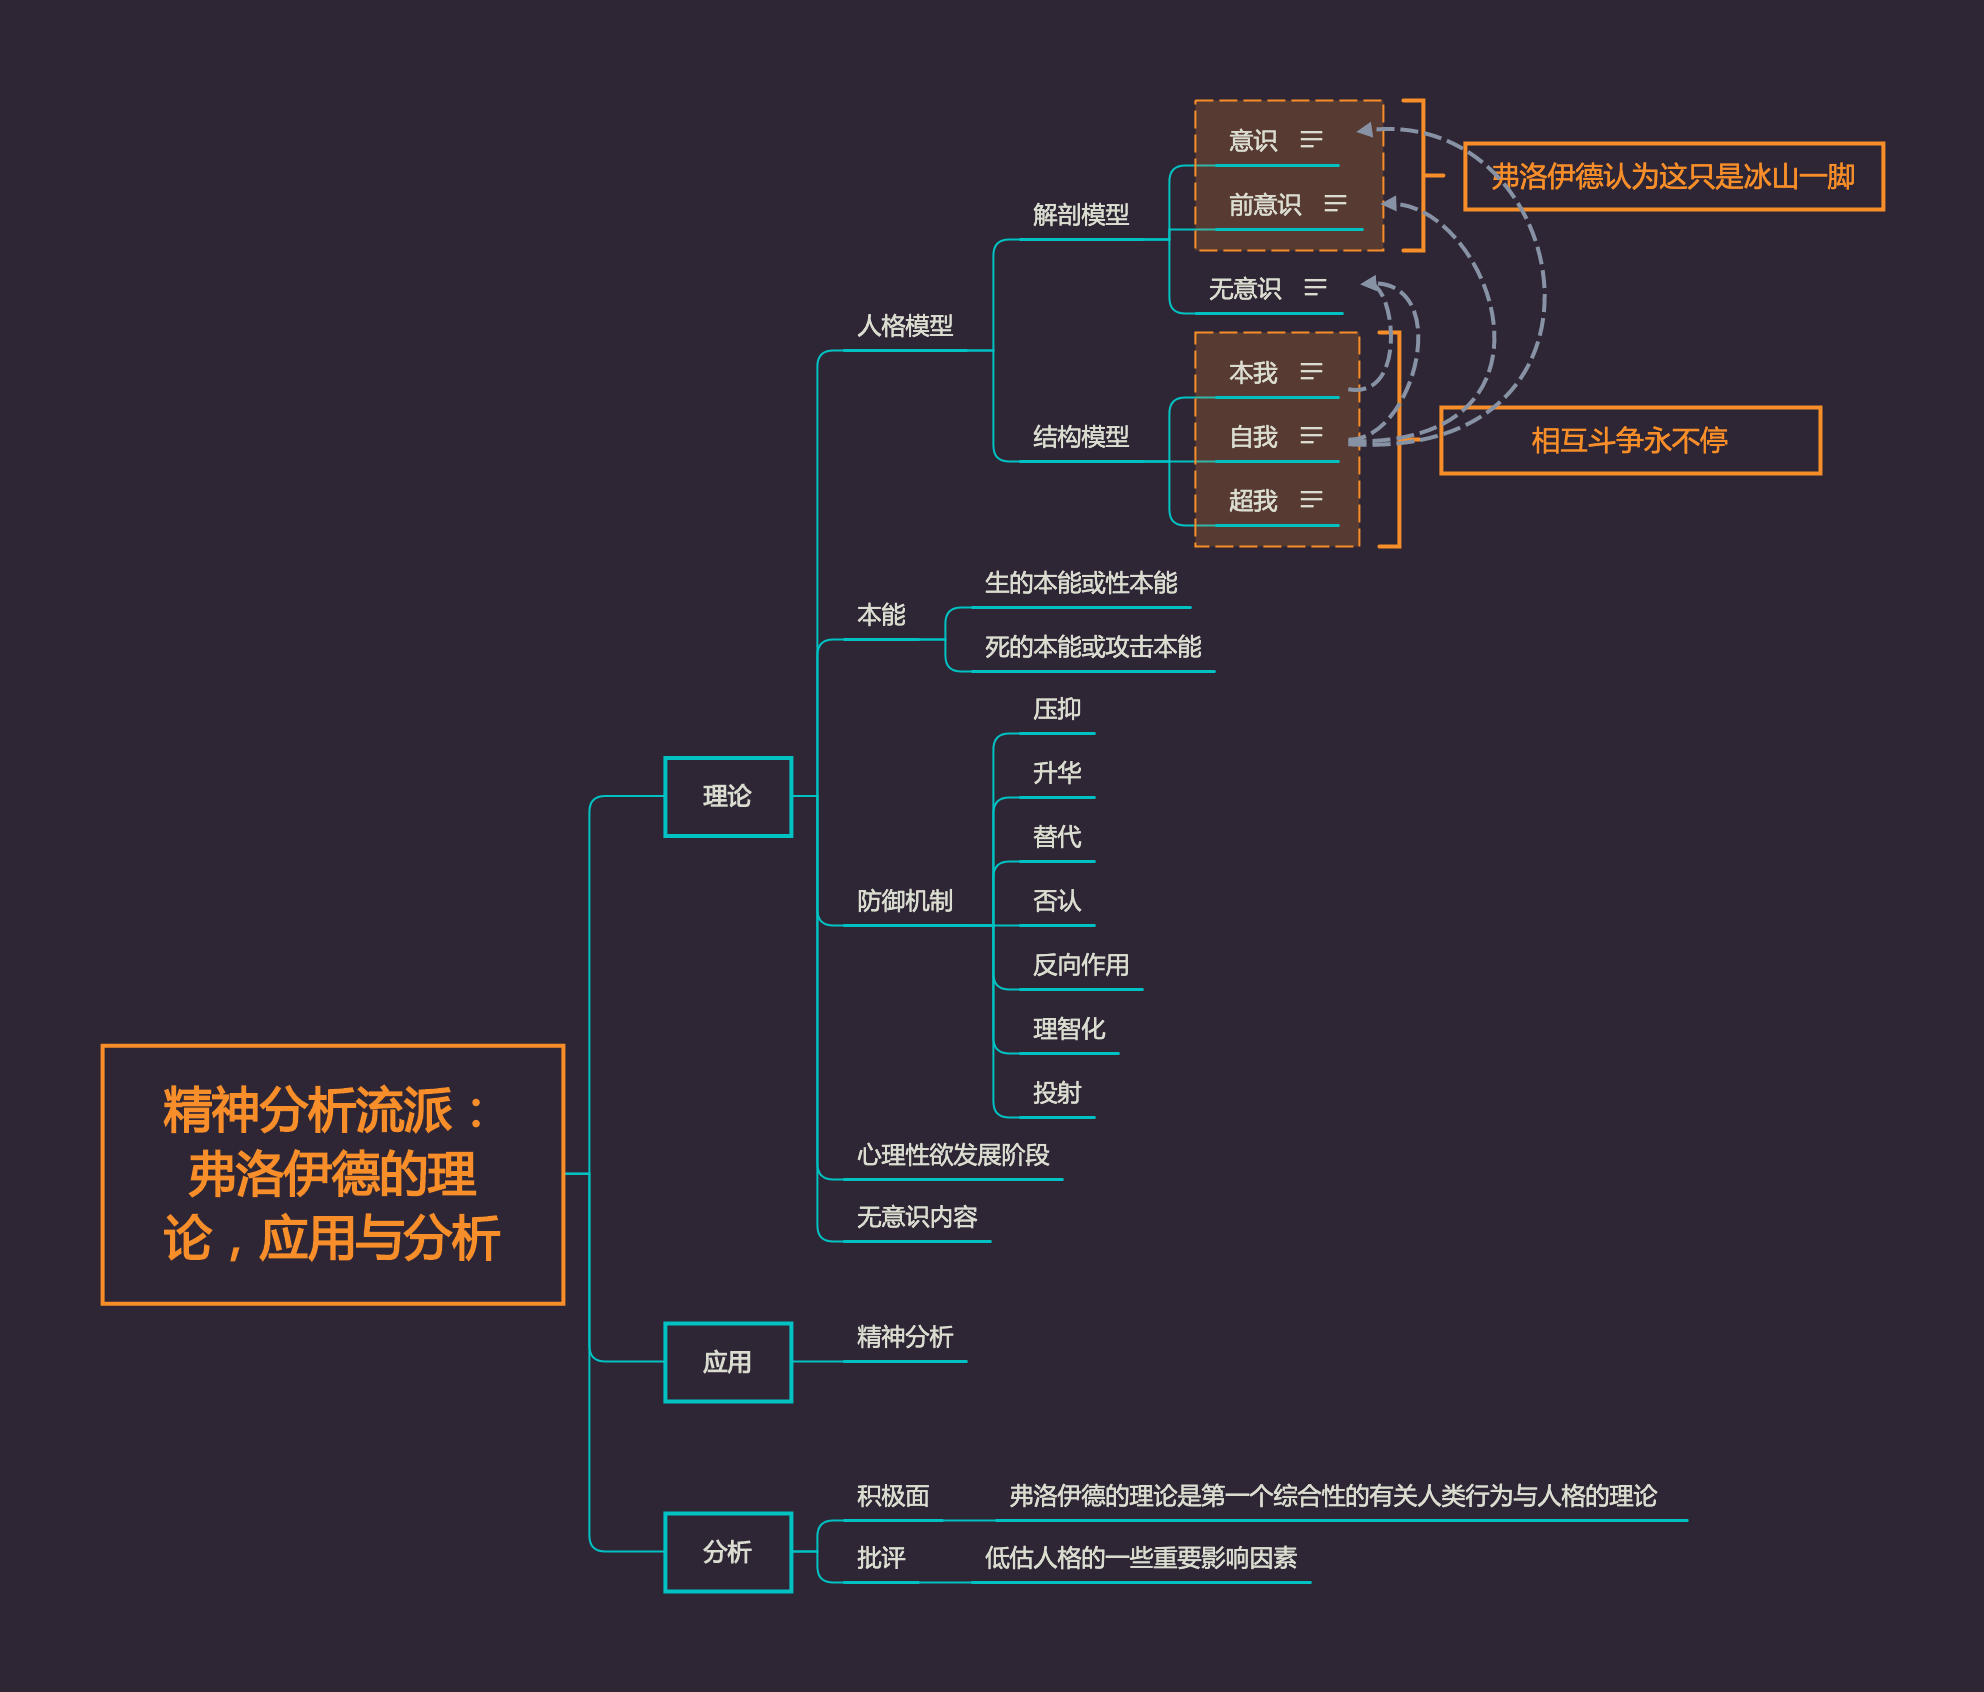 精神分析流派：
弗洛伊德的理
论，应用与分析
理论
人格模型
解剖模型
意识
前意识
无意识
弗洛伊德认为这只是冰山一脚
结构模型
本我
自我
超我
相互斗争永不停
本能
生的本能或性本能
死的本能或攻击本能
防御机制
压抑
升华
替代
否认
反向作用
理智化
投射
心理性欲发展阶段
无意识内容
应用
精神分析
分析
积极面
弗洛伊德的理论是第一个综合性的有关人类行为与人格的理论
批评
低估人格的一些重要影响因素